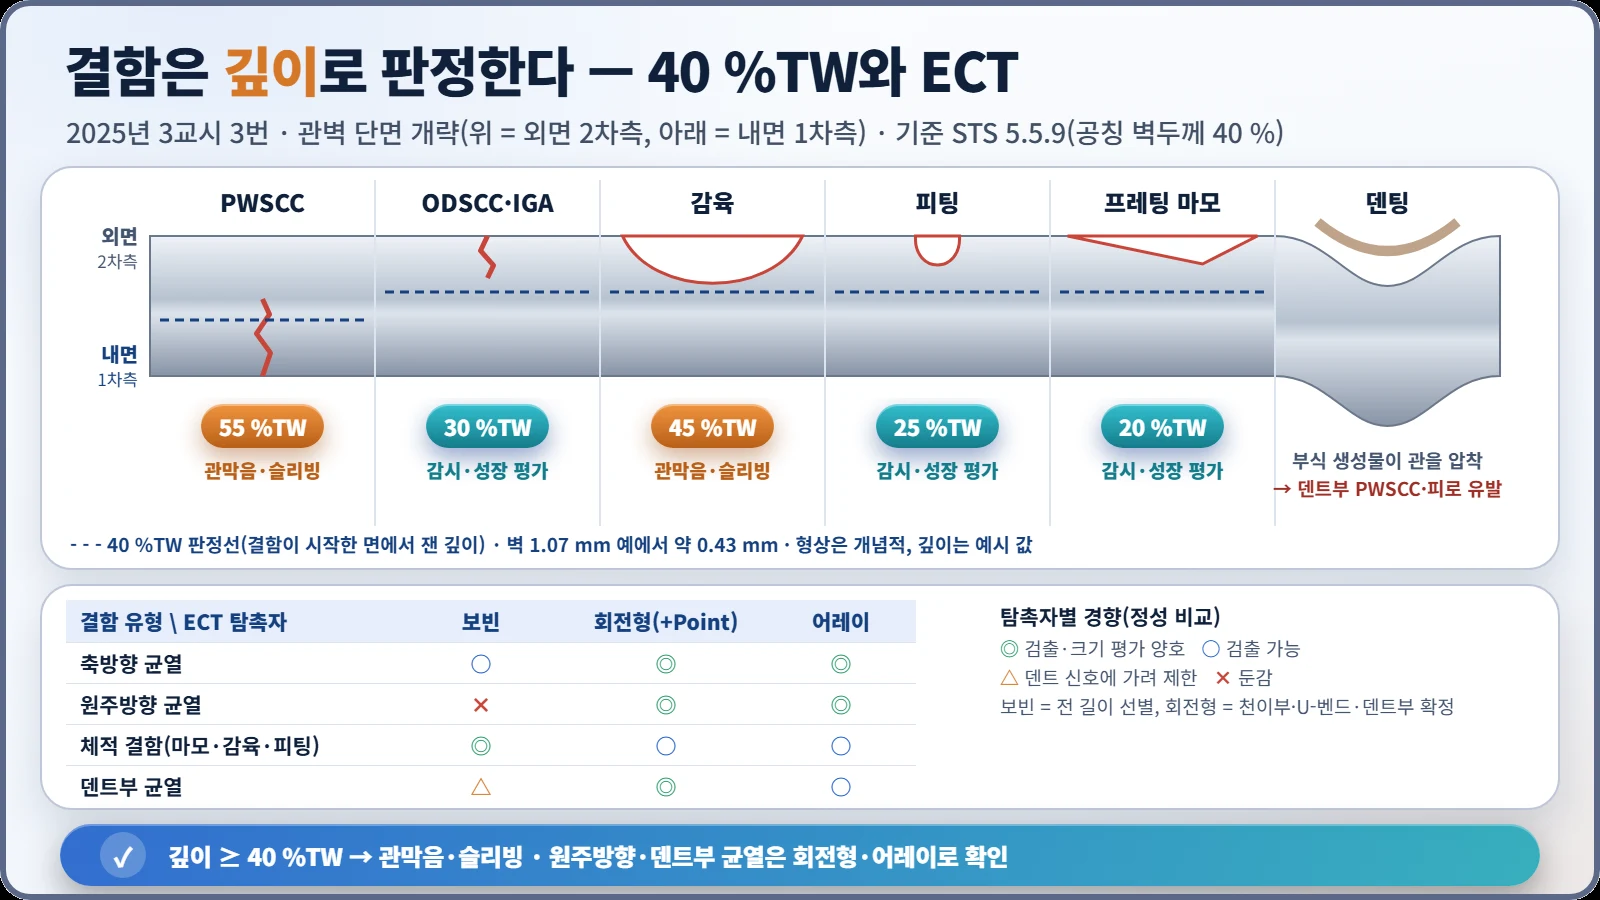 결함은 깊이로 판정한다 — 40 %TW와 ECT
2025년 3교시 3번 · 관벽 단면 개략(위 = 외면 2차측, 아래 = 내면 1차측) · 기준 STS 5.5.9(공칭 벽두께 40 %)
PWSCC
ODSCC·IGA
감육
피팅
프레팅 마모
덴팅
외면
2차측
내면
1차측
55 %TW
30 %TW
45 %TW
25 %TW
20 %TW
관막음·슬리빙
감시·성장 평가
관막음·슬리빙
감시·성장 평가
감시·성장 평가
부식 생성물이 관을 압착
→ 덴트부 PWSCC·피로 유발
- - - 40 %TW 판정선(결함이 시작한 면에서 잰 깊이) · 벽 1.07 mm 예에서 약 0.43 mm · 형상은 개념적, 깊이는 예시 값
결함 유형 \ ECT 탐촉자 보빈 회전형(+Point) 어레이
축방향 균열 ○ ◎ ◎
원주방향 균열 ✕ ◎ ◎
체적 결함(마모·감육·피팅) ◎ ○ ○
덴트부 균열 △ ◎ ○
탐촉자별 경향(정성 비교)
◎ 검출·크기 평가 양호 ○ 검출 가능
△ 덴트 신호에 가려 제한 ✕ 둔감
보빈 = 전 길이 선별, 회전형 = 천이부·U-벤드·덴트부 확정
✓ 깊이 ≥ 40 %TW → 관막음·슬리빙 · 원주방향·덴트부 균열은 회전형·어레이로 확인